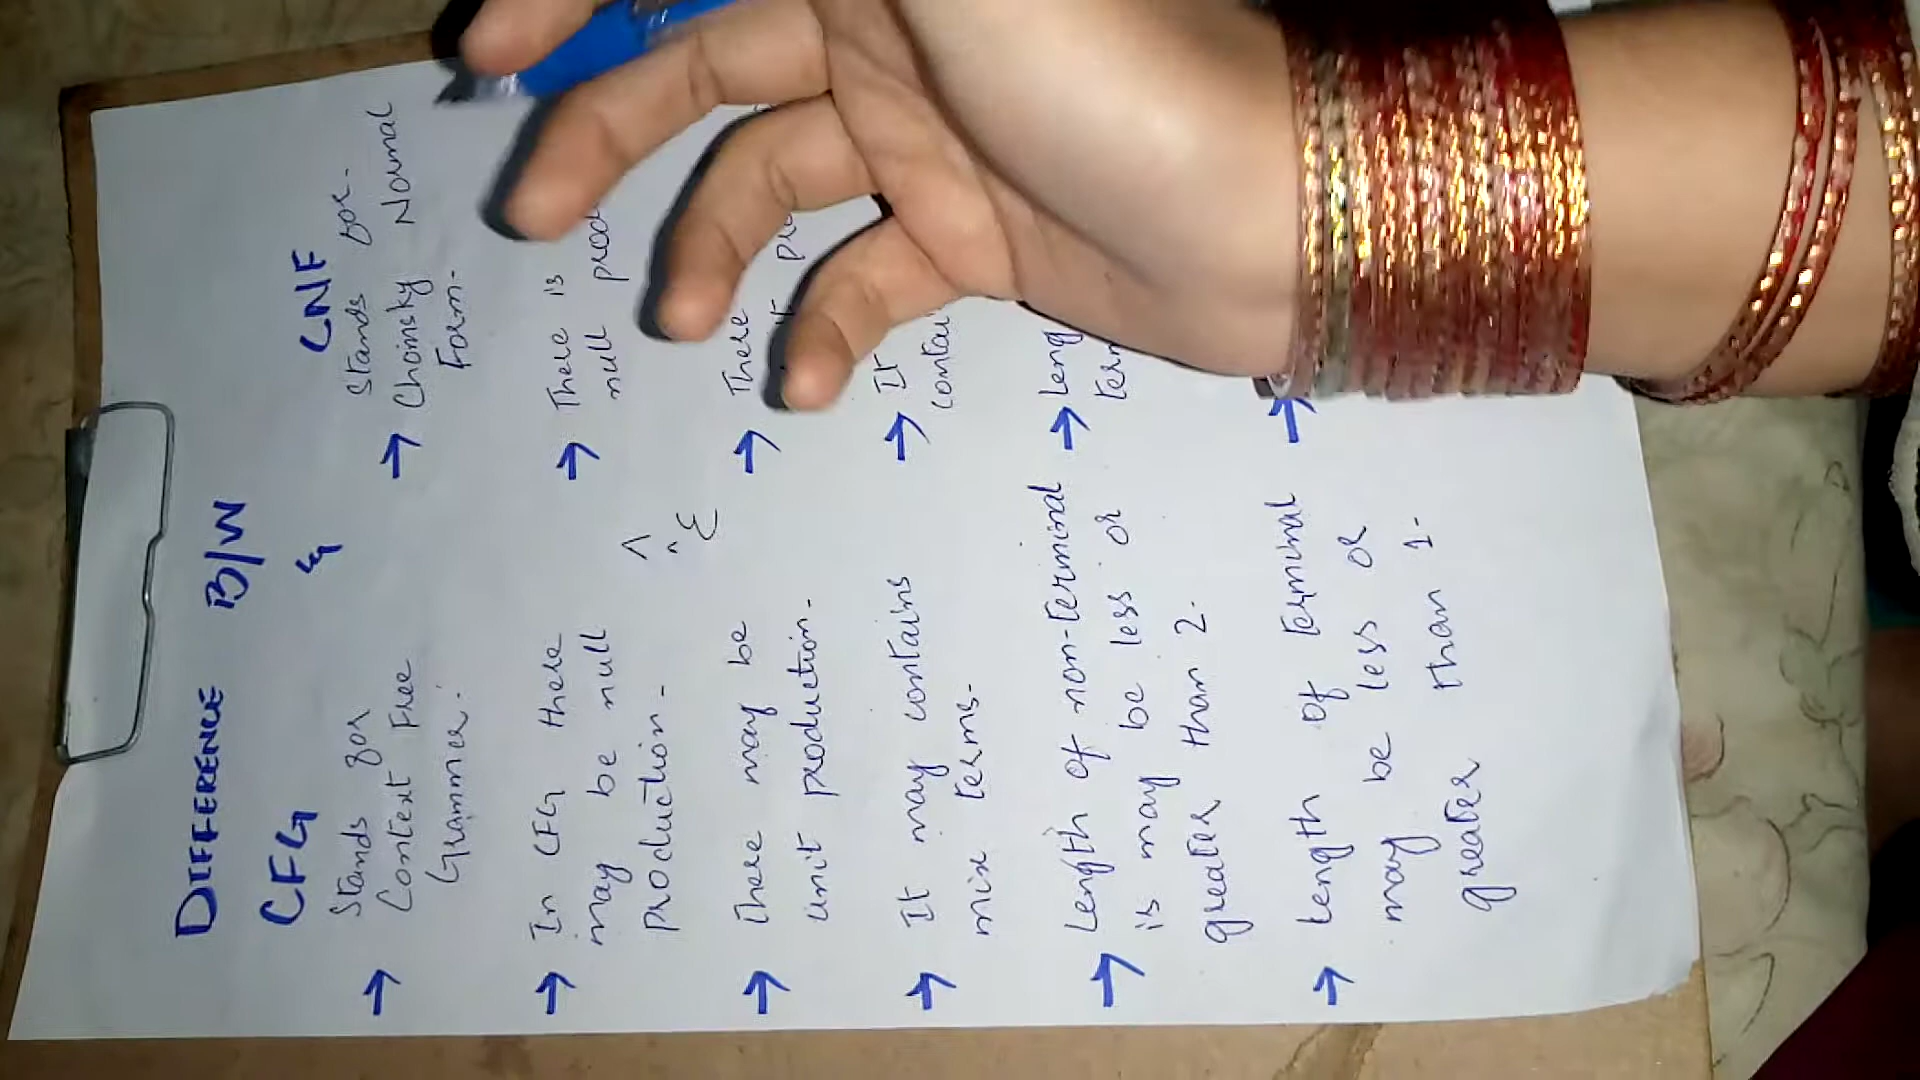 DIFFERENCE B/W
CFG & CNF
→ Stands for
Context Free
Grammer.
→ In CFG there
may be null
production.
^
^
ε
→ There may be
unit production.
→ It may contains
mix terms.
→ Length of non-terminal
is may be less or
greater than 2.
→ Length of terminal
may be less or
greater than 1.
Stands for.
→ Chomsky Normal
Form.
→ There is
null
→ There
→ It
→
→